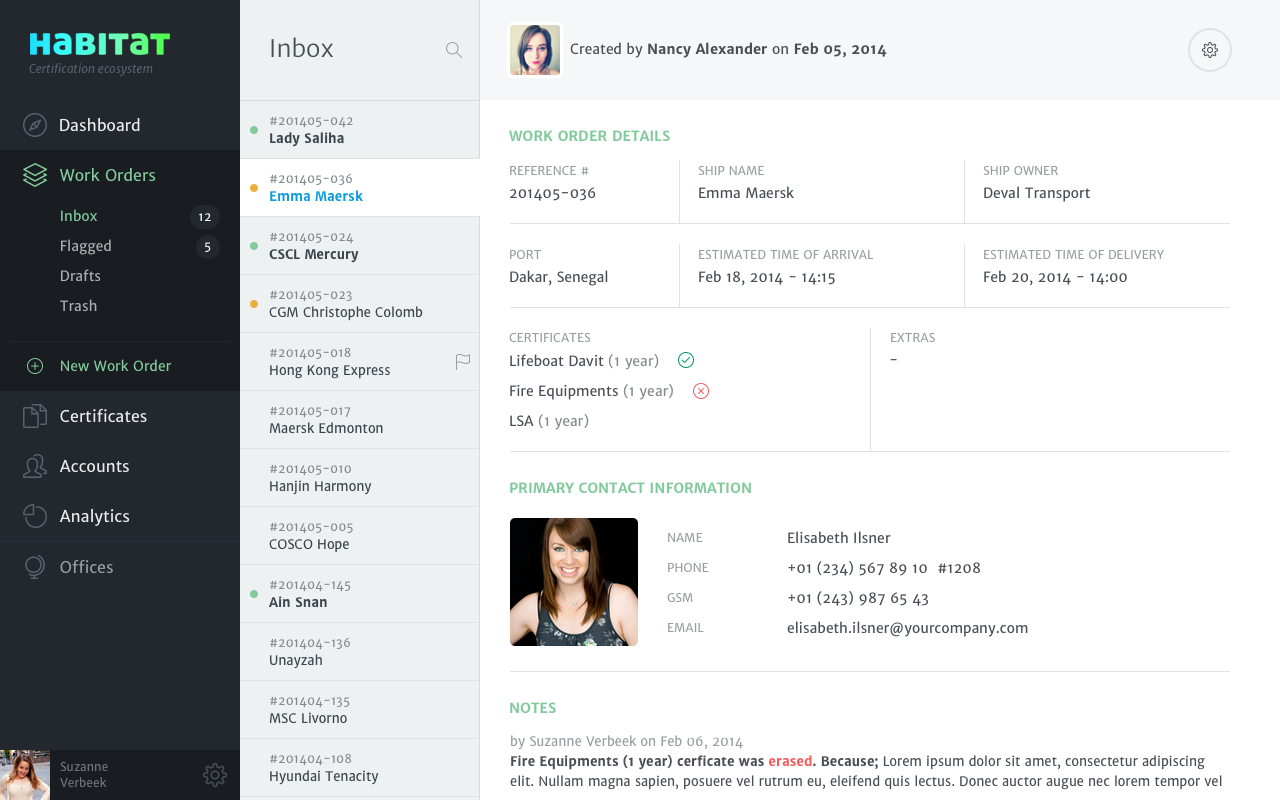 HaBITaT
Certification ecosystem
Dashboard
Work Orders
Inbox 12
Flagged 5
Drafts
Trash
New Work Order
Certificates
Accounts
Analytics
Offices
Suzanne
Verbeek
Inbox
#201405-042
Lady Saliha
#201405-036
Emma Maersk
#201405-024
CSCL Mercury
#201405-023
CGM Christophe Colomb
#201405-018
Hong Kong Express
#201405-017
Maersk Edmonton
#201405-010
Hanjin Harmony
#201405-005
COSCO Hope
#201404-145
Ain Snan
#201404-136
Unayzah
#201404-135
MSC Livorno
#201404-108
Hyundai Tenacity
Created by Nancy Alexander on Feb 05, 2014
WORK ORDER DETAILS
REFERENCE #
201405-036
SHIP NAME
Emma Maersk
SHIP OWNER
Deval Transport
PORT
Dakar, Senegal
ESTIMATED TIME OF ARRIVAL
Feb 18, 2014 - 14:15
ESTIMATED TIME OF DELIVERY
Feb 20, 2014 - 14:00
CERTIFICATES
Lifeboat Davit (1 year)
Fire Equipments (1 year)
LSA (1 year)
EXTRAS
-
PRIMARY CONTACT INFORMATION
NAME Elisabeth Ilsner
PHONE +01 (234) 567 89 10 #1208
GSM +01 (243) 987 65 43
EMAIL elisabeth.ilsner@yourcompany.com
NOTES
by Suzanne Verbeek on Feb 06, 2014
Fire Equipments (1 year) cerficate was erased. Because; Lorem ipsum dolor sit amet, consectetur adipiscing
elit. Nullam magna sapien, posuere vel rutrum eu, eleifend quis lectus. Donec auctor augue nec lorem tempor vel